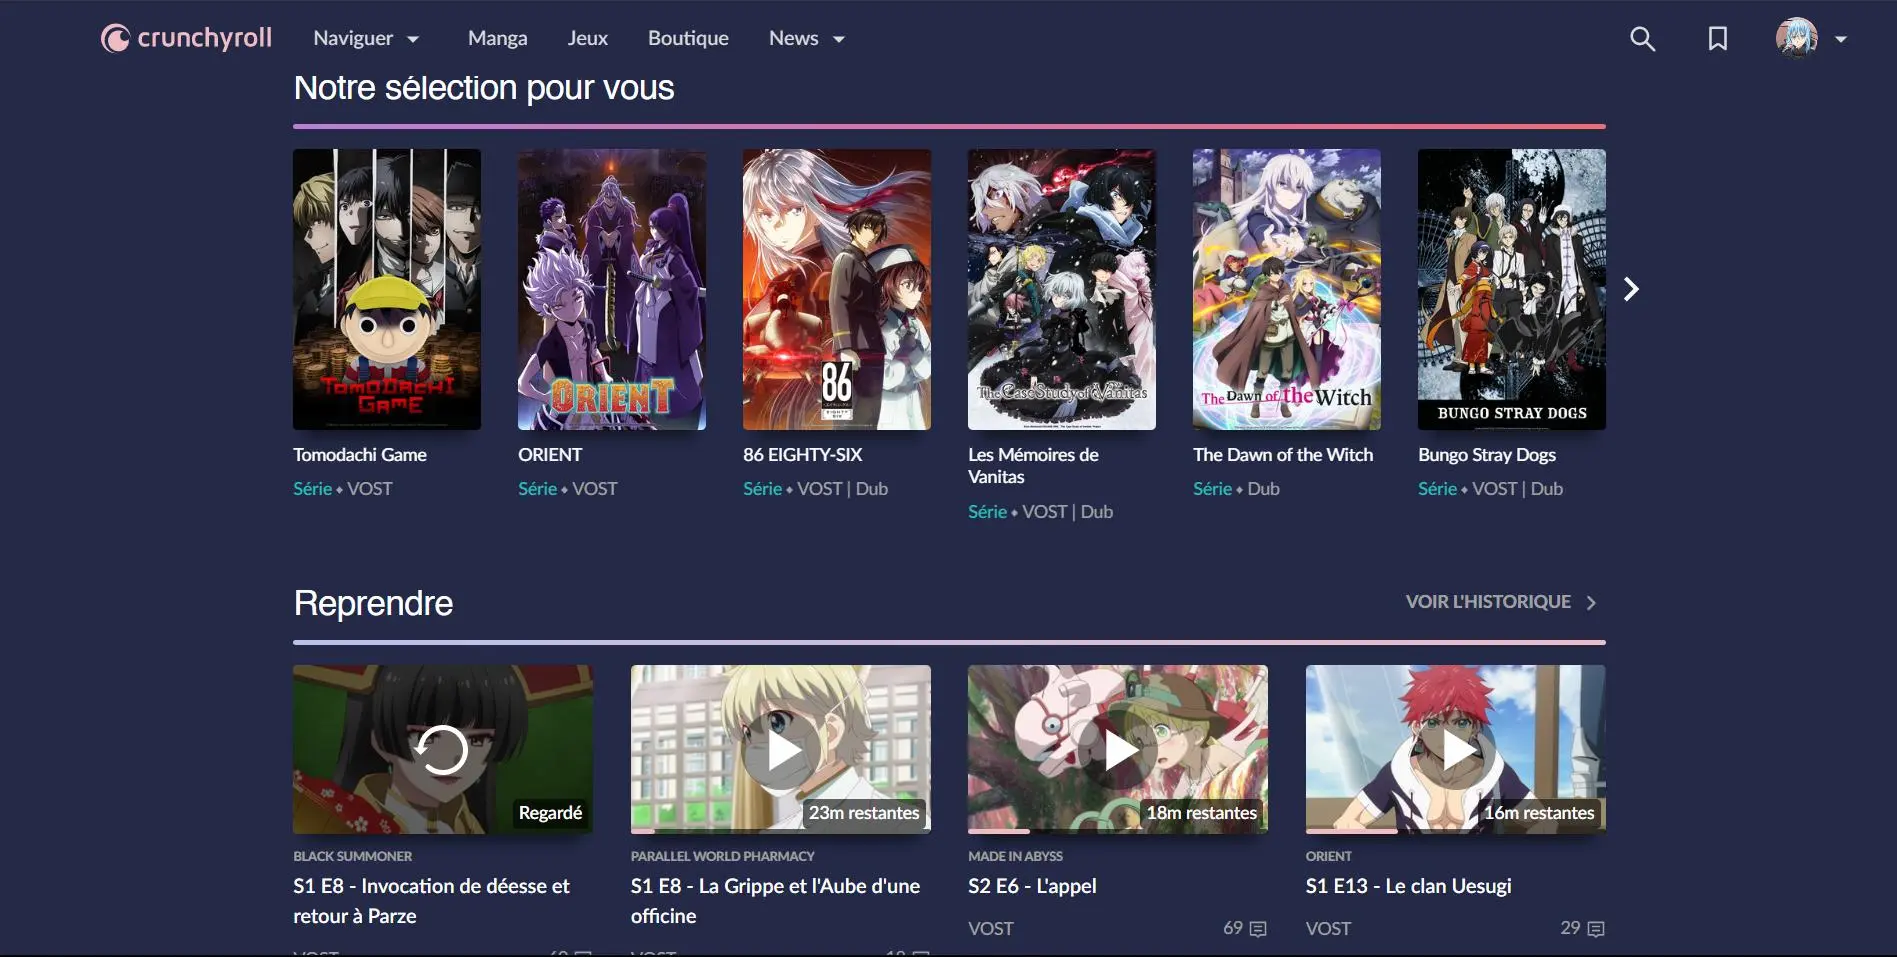 crunchyroll Naviguer Manga Jeux Boutique News
Notre sélection pour vous
TOMODACHI
GAME
ORIENT
86
EIGHTY
SIX
The Case Study of Vanitas
The Dawn of the Witch
BUNGO STRAY DOGS
Tomodachi Game
Série • VOST
ORIENT
Série • VOST
86 EIGHTY-SIX
Série • VOST | Dub
Les Mémoires de
Vanitas
Série • VOST | Dub
The Dawn of the Witch
Série • Dub
Bungo Stray Dogs
Série • VOST | Dub
Reprendre
VOIR L'HISTORIQUE
Regardé
BLACK SUMMONER
S1 E8 - Invocation de déesse et
retour à Parze
23m restantes
PARALLEL WORLD PHARMACY
S1 E8 - La Grippe et l'Aube d'une
officine
18m restantes
MADE IN ABYSS
S2 E6 - L'appel
VOST 69
16m restantes
ORIENT
S1 E13 - Le clan Uesugi
VOST 29